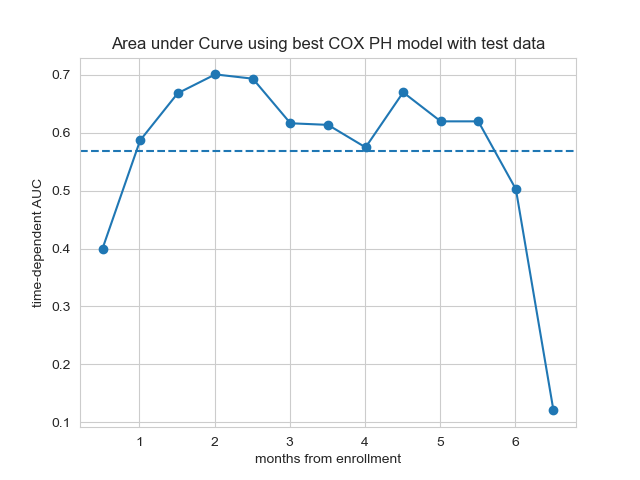 Area under Curve using best COX PH model with test data
time-dependent AUC
0.7
0.6
0.5
0.4
0.3
0.2
0.1
1 2 3 4 5 6
months from enrollment